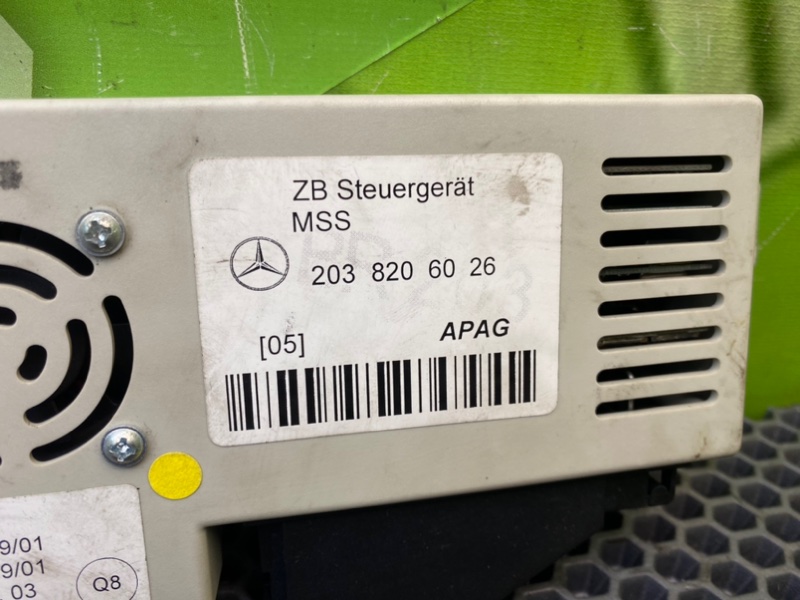 ZB Steuergerät
MSS
203 820 60 26
[05] APAG
9/01
9/01
03
Q8